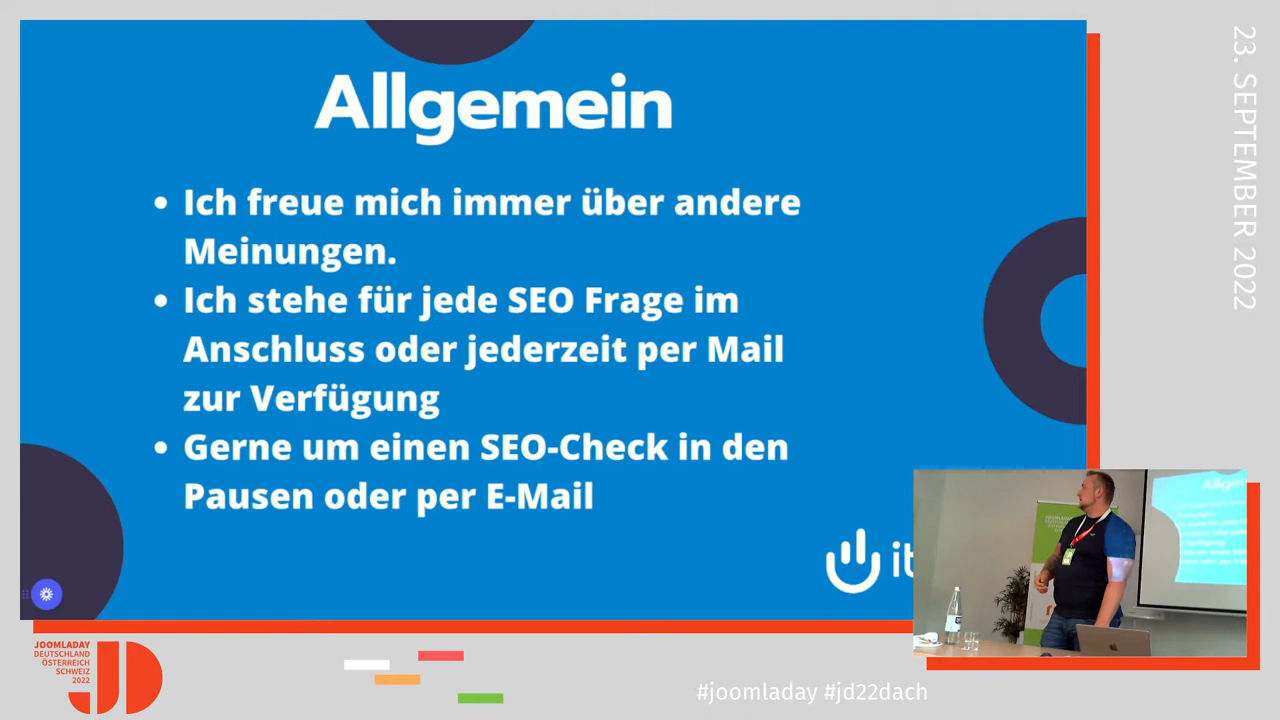 Allgemein
• Ich freue mich immer über andere
Meinungen.
• Ich stehe für jede SEO Frage im
Anschluss oder jederzeit per Mail
zur Verfügung
• Gerne um einen SEO-Check in den
Pausen oder per E-Mail
23. SEPTEMBER 2022
JOOMLADAY
DEUTSCHLAND
ÖSTERREICH
SCHWEIZ
2022
JD
#joomladay #jd22dach